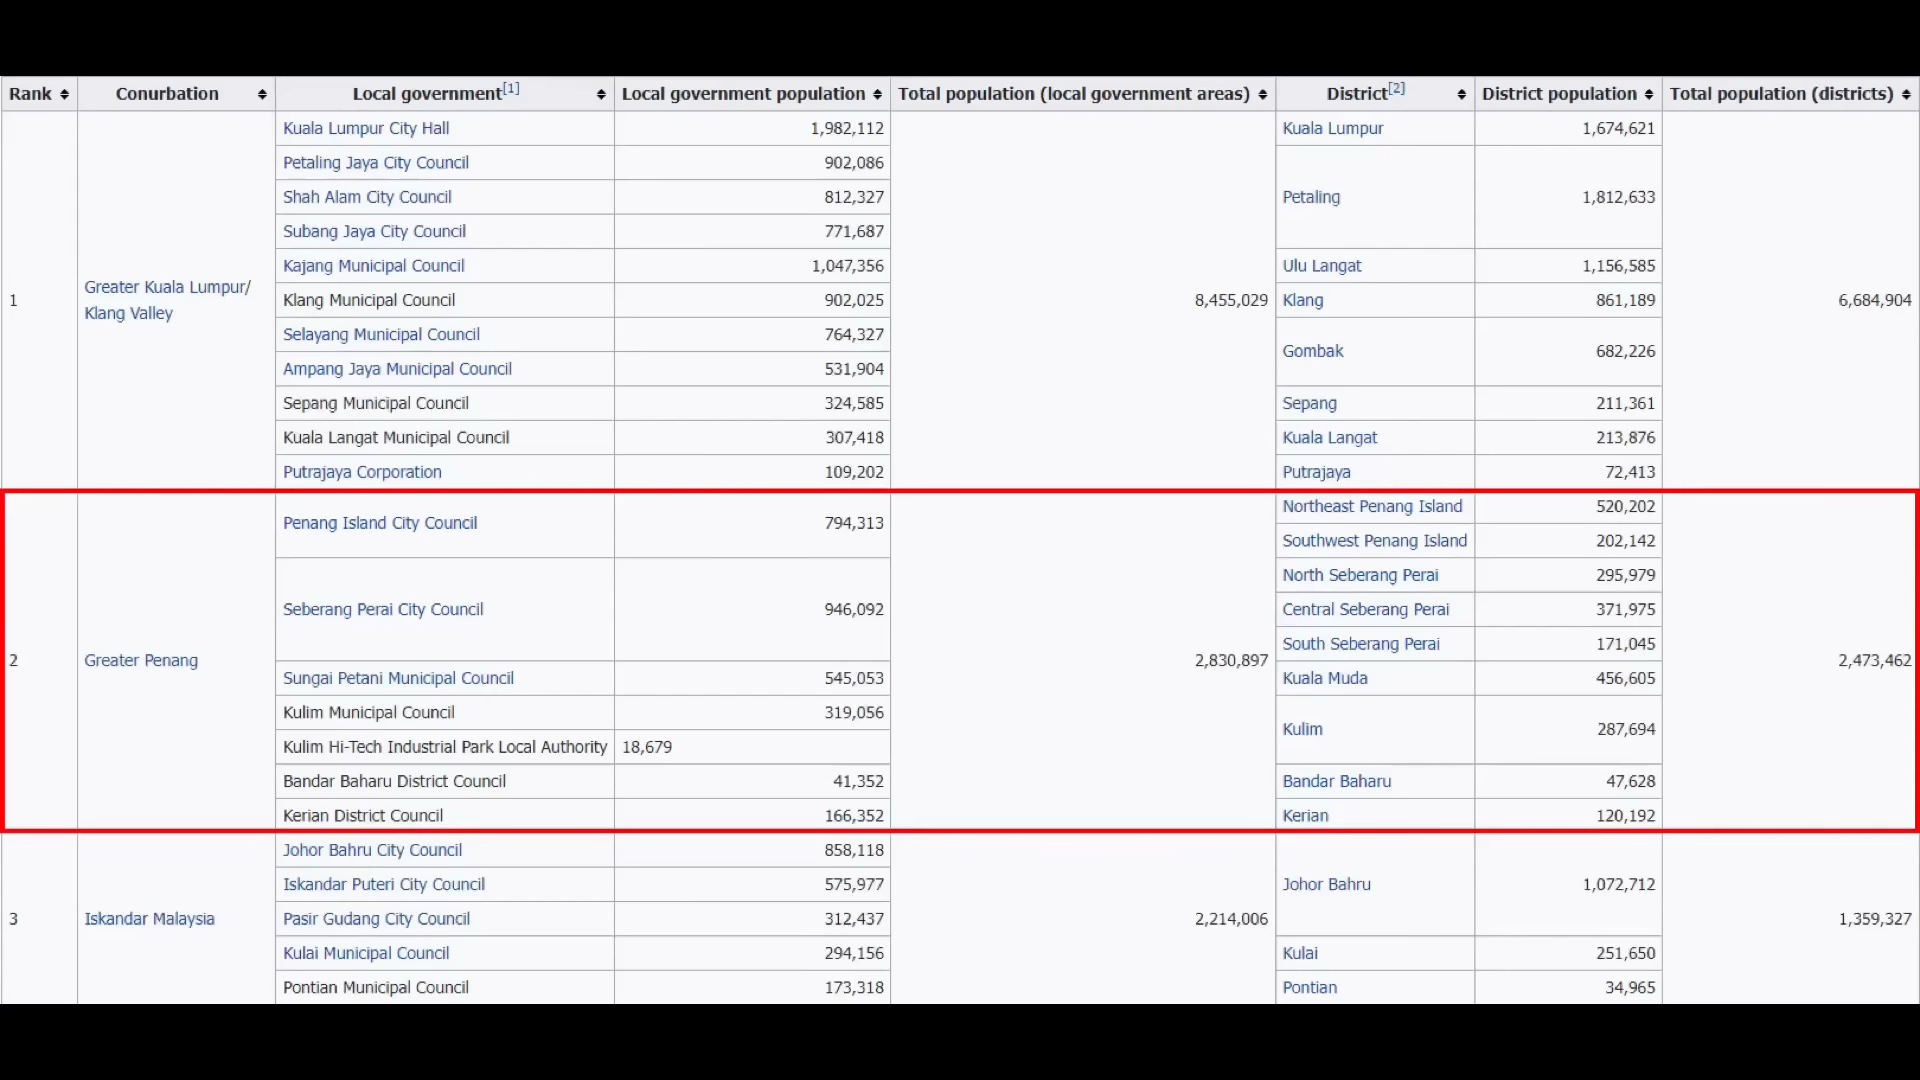 Rank Conurbation Local government[1] Local government population Total population (local government areas) District[2] District population Total population (districts)
Kuala Lumpur City Hall 1,982,112 Kuala Lumpur 1,674,621
Petaling Jaya City Council 902,086
Shah Alam City Council 812,327 Petaling 1,812,633
Subang Jaya City Council 771,687
Kajang Municipal Council 1,047,356 Ulu Langat 1,156,585
1 Greater Kuala Lumpur/
Klang Valley Klang Municipal Council 902,025 8,455,029 Klang 861,189 6,684,904
Selayang Municipal Council 764,327
Gombak 682,226
Ampang Jaya Municipal Council 531,904
Sepang Municipal Council 324,585 Sepang 211,361
Kuala Langat Municipal Council 307,418 Kuala Langat 213,876
Putrajaya Corporation 109,202 Putrajaya 72,413
Northeast Penang Island 520,202
Penang Island City Council 794,313
Southwest Penang Island 202,142
North Seberang Perai 295,979
Seberang Perai City Council 946,092 Central Seberang Perai 371,975
South Seberang Perai 171,045
2 Greater Penang 2,830,897 2,473,462
Sungai Petani Municipal Council 545,053 Kuala Muda 456,605
Kulim Municipal Council 319,056
Kulim 287,694
Kulim Hi-Tech Industrial Park Local Authority 18,679
Bandar Baharu District Council 41,352 Bandar Baharu 47,628
Kerian District Council 166,352 Kerian 120,192
Johor Bahru City Council 858,118
Iskandar Puteri City Council 575,977 Johor Bahru 1,072,712
3 Iskandar Malaysia Pasir Gudang City Council 312,437 2,214,006 1,359,327
Kulai Municipal Council 294,156 Kulai 251,650
Pontian Municipal Council 173,318 Pontian 34,965